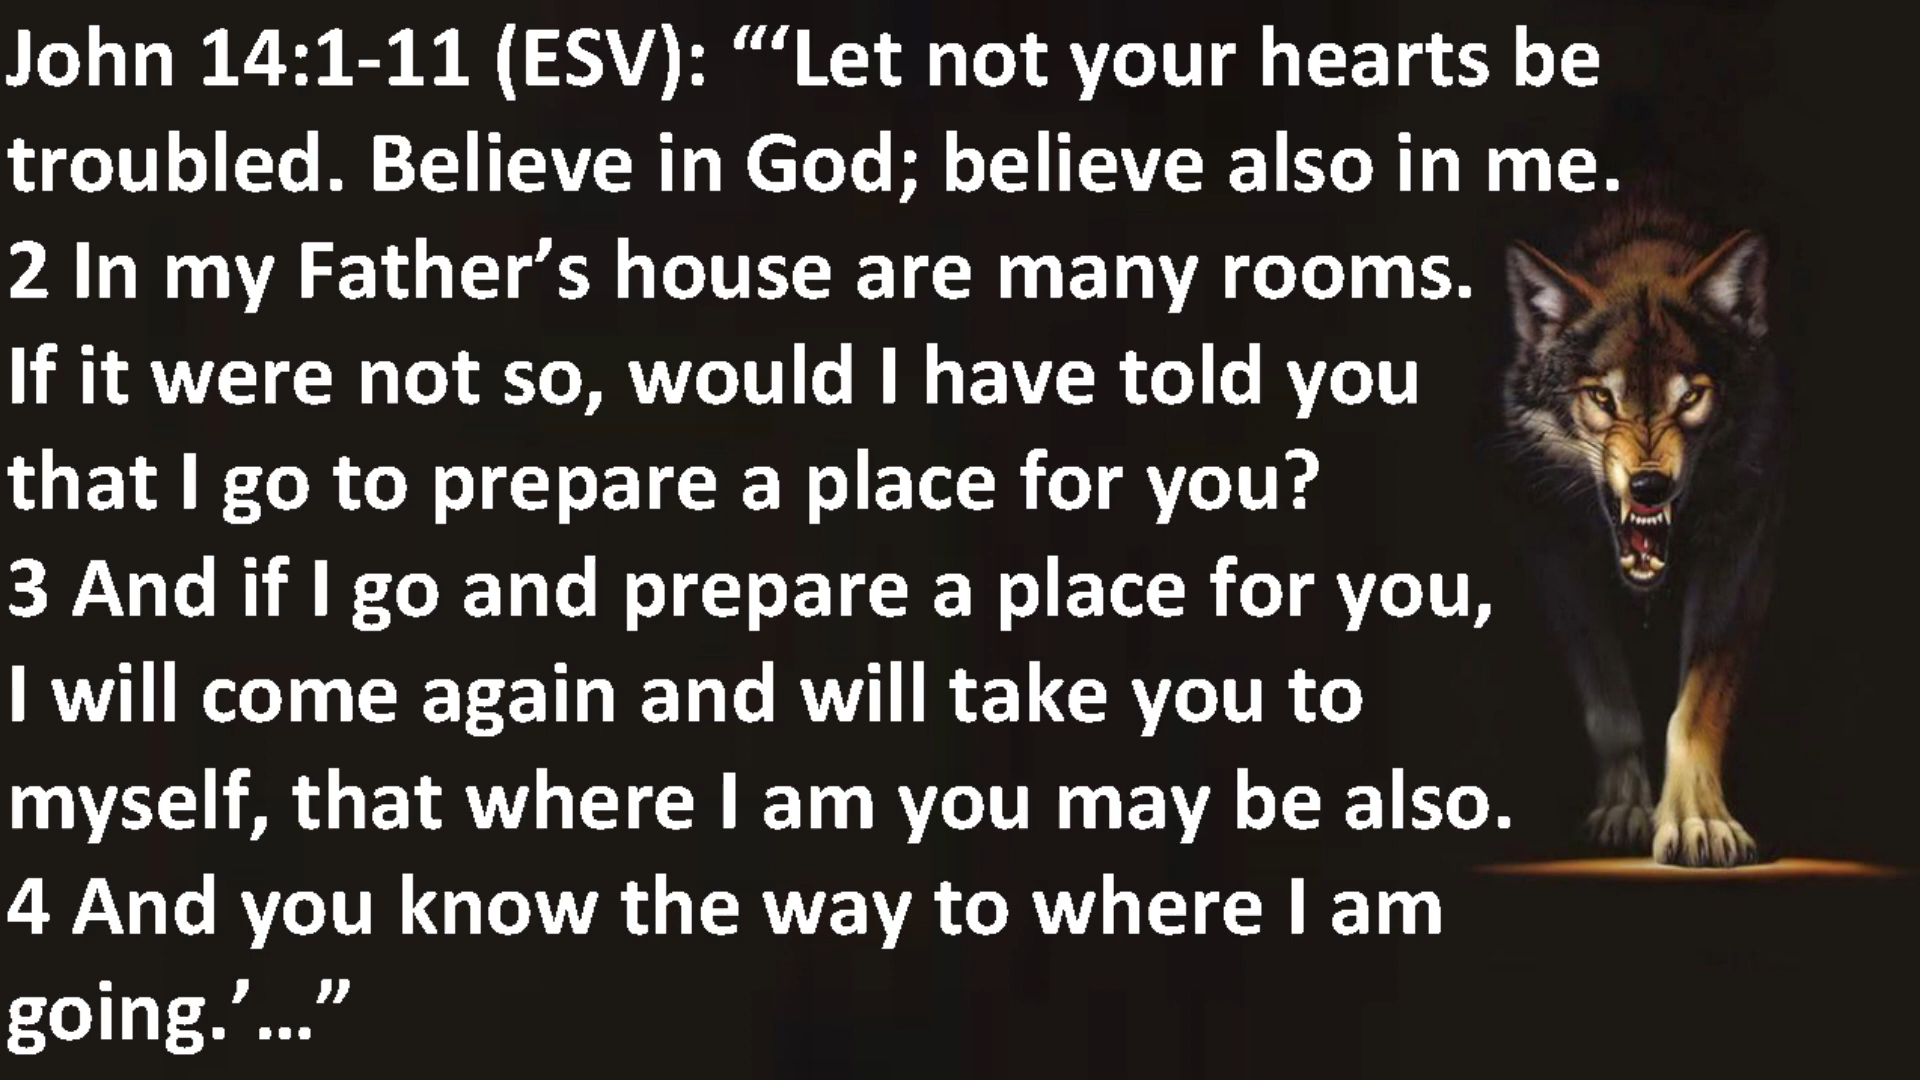 John 14:1-11 (ESV): “‘Let not your hearts be
troubled. Believe in God; believe also in me.
2 In my Father’s house are many rooms.
If it were not so, would I have told you
that I go to prepare a place for you?
3 And if I go and prepare a place for you,
I will come again and will take you to
myself, that where I am you may be also.
4 And you know the way to where I am
going.’…”